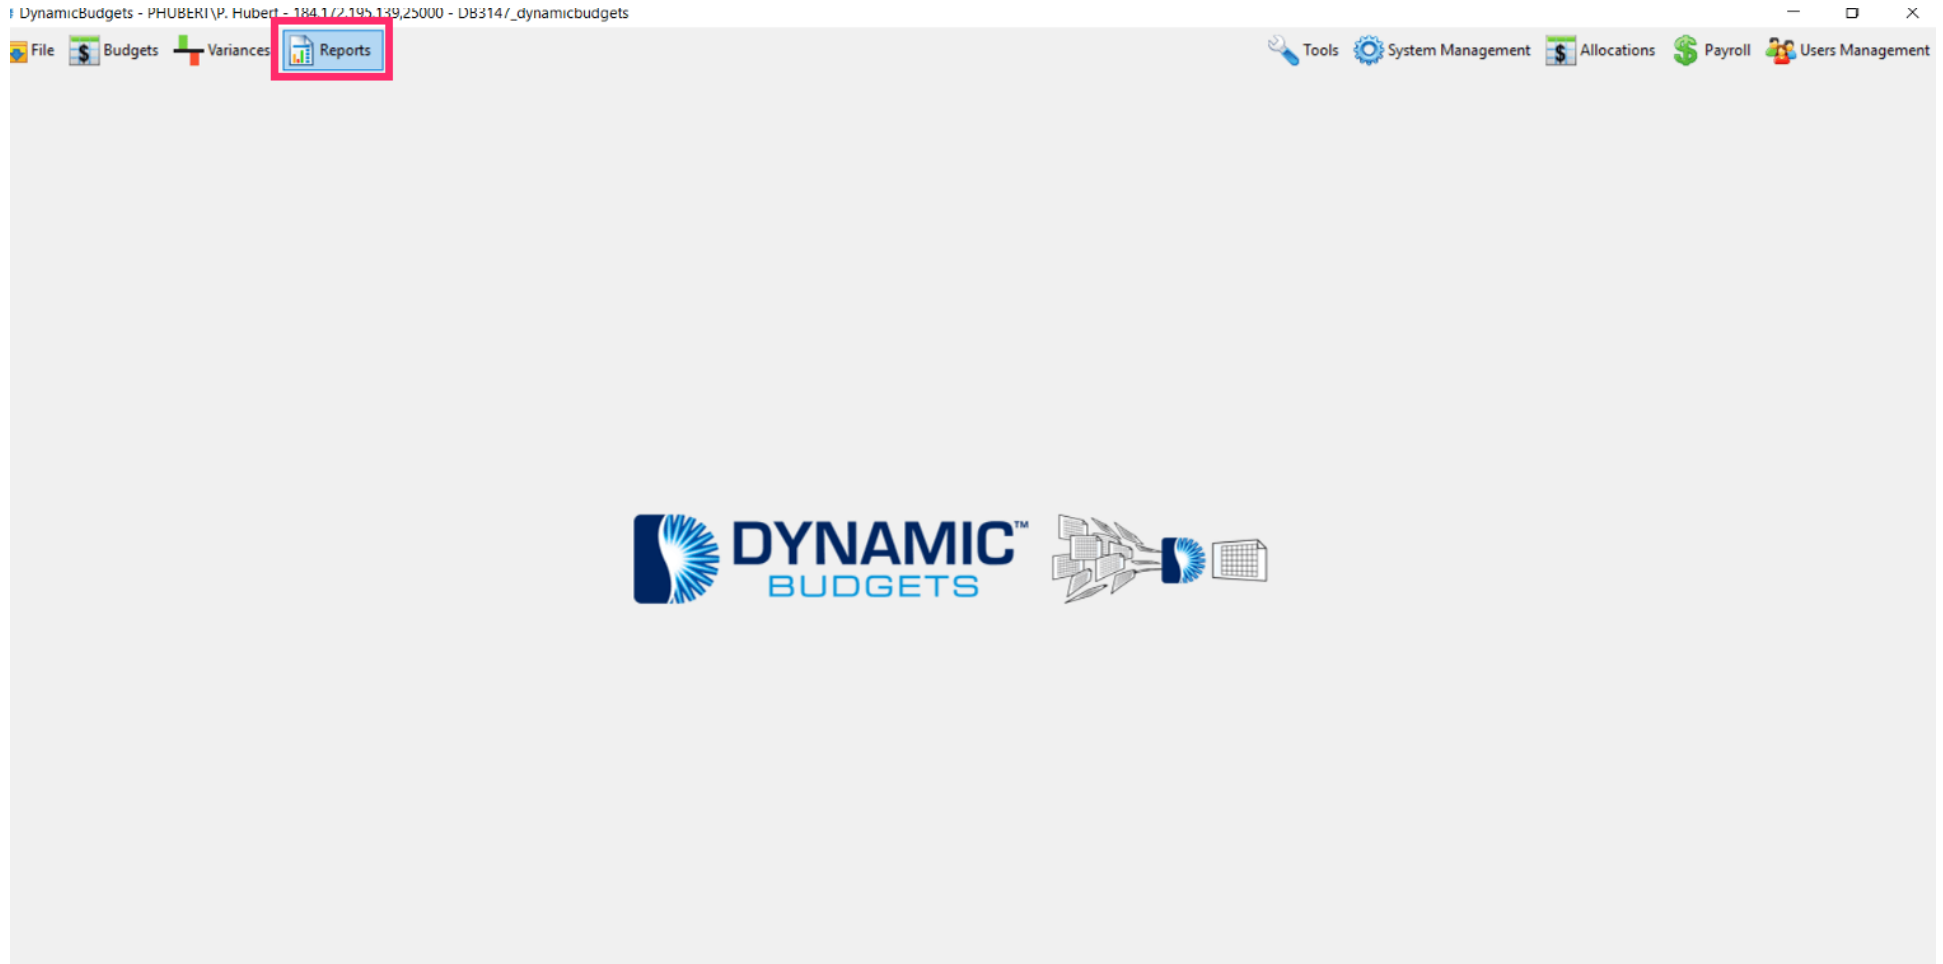 DynamicBudgets - PHUBERT\P. Hubert - 184.172.195.139,25000 - DB3147_dynamicbudgets
File Budgets Variances Reports Tools System Management Allocations Payroll Users Management
DYNAMIC™
BUDGETS